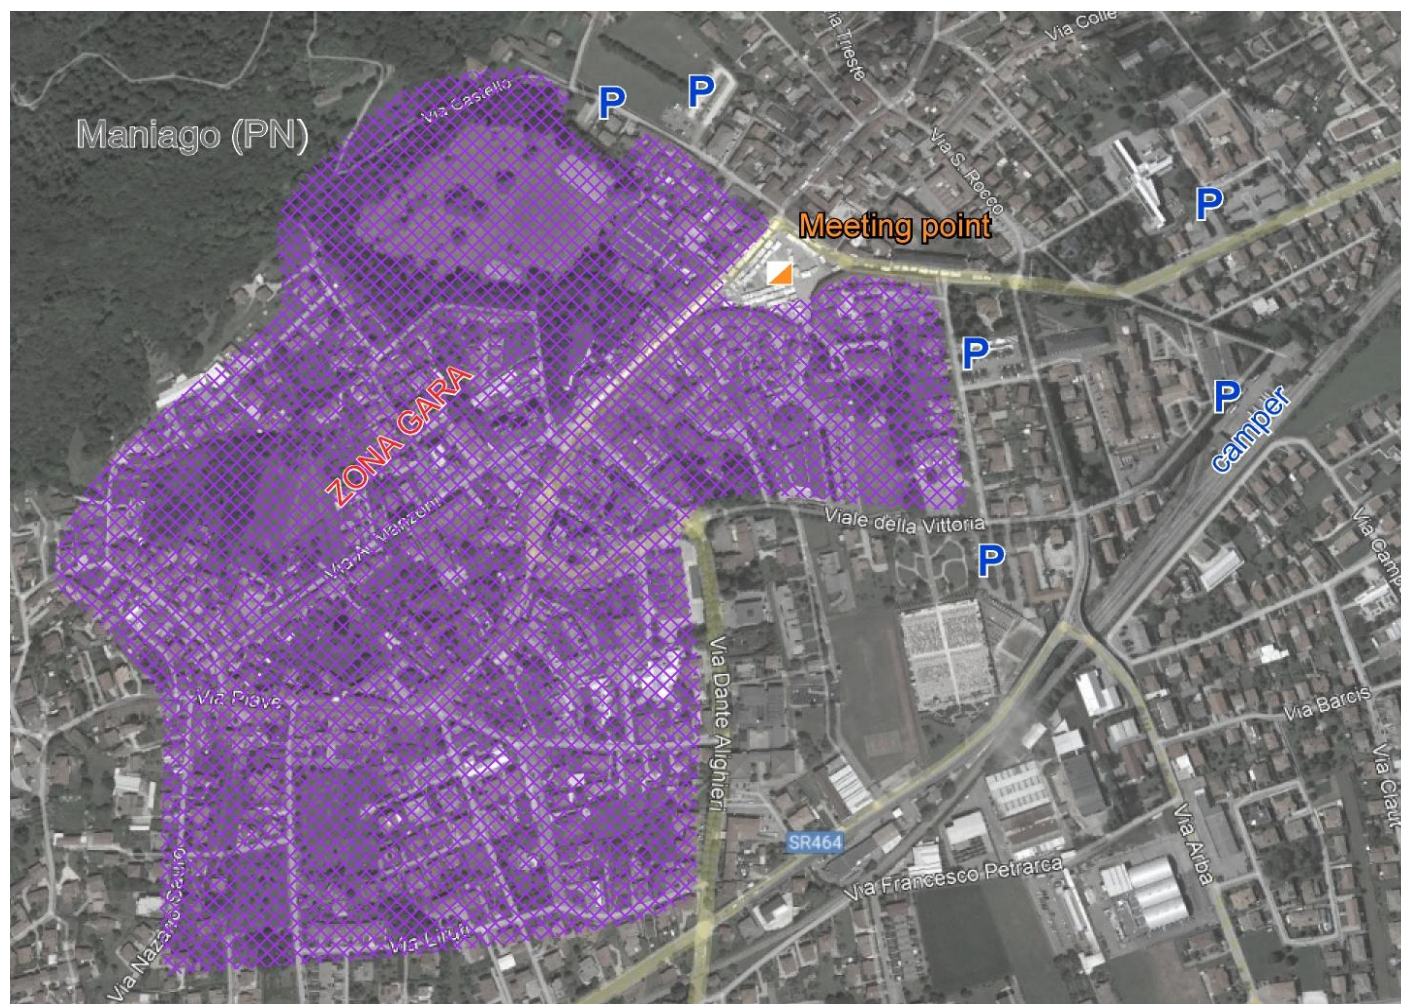 Via Trieste
Via Colle
Via Castello
P
P
Maniago (PN)
Via S. Rocco
P
Meeting point
P
ZONA GARA
P
camper
Via A. Manzoni
Viale della Vittoria
P
Via Camp
Via Dante Alighieri
Via Piave
Via Barcis
Via Claut
SR464
Via Arba
Via Francesco Petrarca
Via Nazario Sauro
Via Liruti